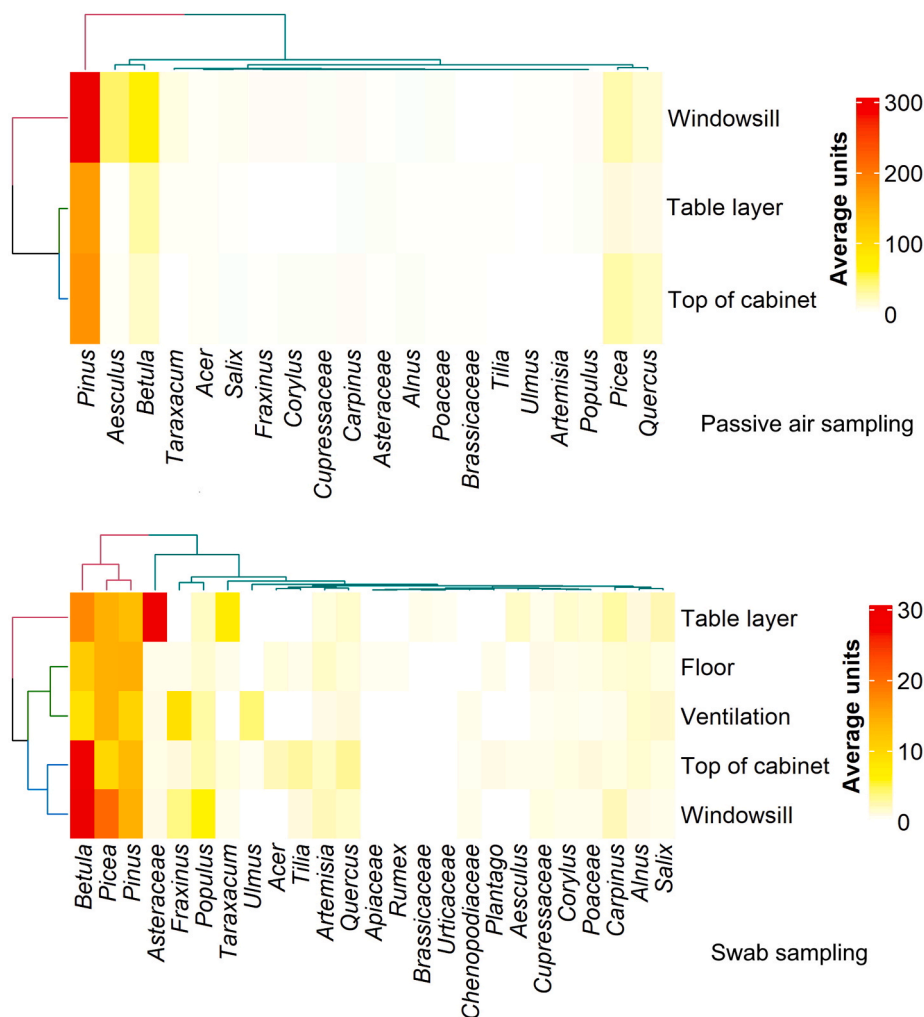 Windowsill
Table layer
Top of cabinet
Average units
300
200
100
0
Pinus
Aesculus
Betula
Taraxacum
Acer
Salix
Fraxinus
Corylus
Cupressaceae
Carpinus
Asteraceae
Alnus
Poaceae
Brassicaceae
Tilia
Ulmus
Artemisia
Populus
Picea
Quercus
Passive air sampling
Table layer
Floor
Ventilation
Top of cabinet
Windowsill
Average units
30
20
10
0
Betula
Picea
Pinus
Asteraceae
Fraxinus
Populus
Taraxacum
Ulmus
Acer
Tilia
Artemisia
Quercus
Apiaceae
Rumex
Brassicaceae
Urticaceae
Chenopodiaceae
Plantago
Aesculus
Cupressaceae
Corylus
Poaceae
Carpinus
Alnus
Salix
Swab sampling